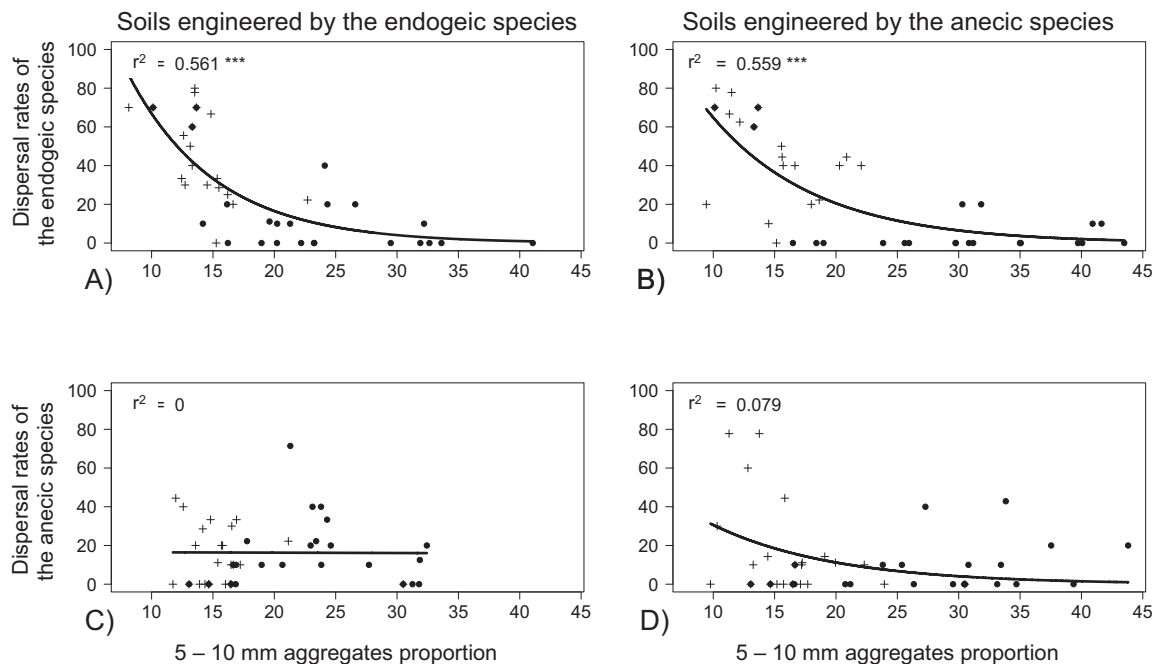 Soils engineered by the endogeic species
Soils engineered by the anecic species
Dispersal rates of
the endogeic species
100
80
60
40
20
0
r² = 0.561 ***
10 15 20 25 30 35 40 45
A)
100
80
60
40
20
0
r² = 0.559 ***
10 15 20 25 30 35 40 45
B)
Dispersal rates of
the anecic species
100
80
60
40
20
0
r² = 0
10 15 20 25 30 35 40 45
C)
5 – 10 mm aggregates proportion
100
80
60
40
20
0
r² = 0.079
10 15 20 25 30 35 40 45
D)
5 – 10 mm aggregates proportion